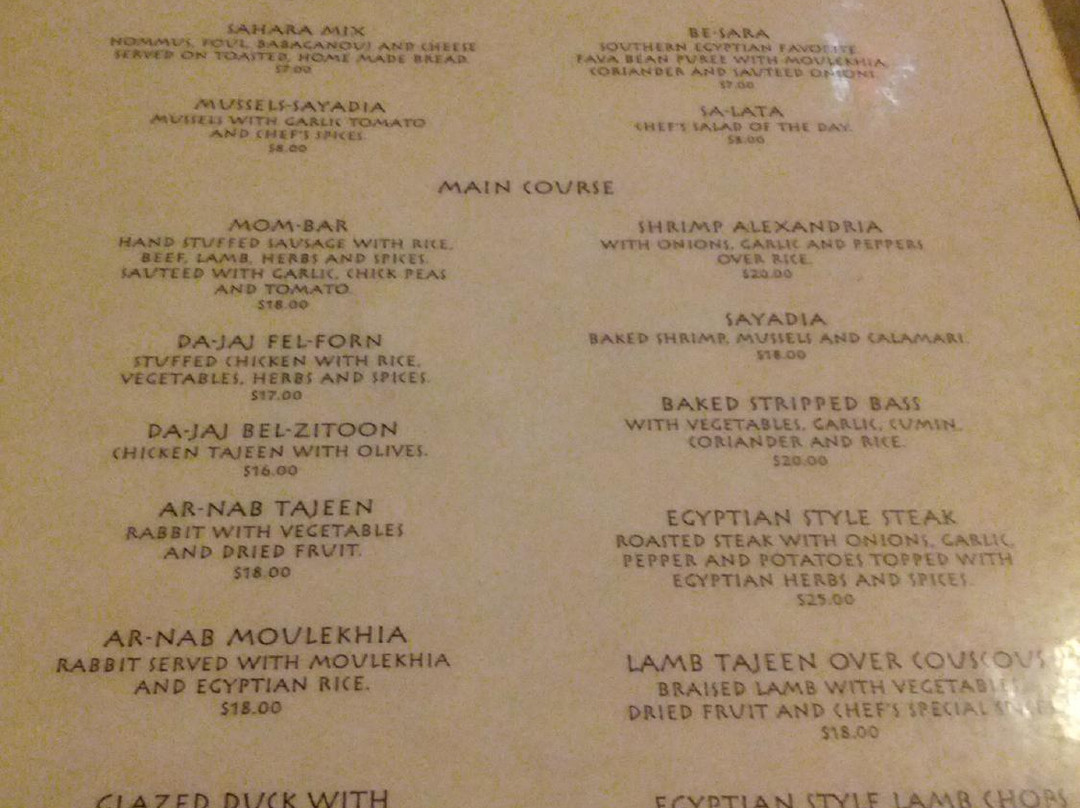 SAHARA MIX
HOMMUS, FOUL, BABAGANOUJ AND CHEESE
SERVED ON TOASTED, HOME MADE BREAD.
$7.00
MUSSELS-SAYADIA
MUSSELS WITH GARLIC TOMATO
AND CHEF'S SPICES.
$8.00
BE-SARA
SOUTHERN EGYPTIAN FAVORITE
FAVA BEAN PUREE WITH MOULEKHIA,
CORIANDER AND SAUTEED ONIONS.
$7.00
SA-LATA
CHEF'S SALAD OF THE DAY.
$8.00
MAIN COURSE
MOM-BAR
HAND STUFFED SAUSAGE WITH RICE,
BEEF, LAMB, HERBS AND SPICES.
SAUTEED WITH GARLIC, CHICK PEAS
AND TOMATO.
$18.00
DA-JAJ FEL-FORN
STUFFED CHICKEN WITH RICE,
VEGETABLES, HERBS AND SPICES.
$17.00
DA-JAJ BEL-ZITOON
CHICKEN TAJEEN WITH OLIVES.
$16.00
AR-NAB TAJEEN
RABBIT WITH VEGETABLES
AND DRIED FRUIT.
$18.00
AR-NAB MOULEKHIA
RABBIT SERVED WITH MOULEKHIA
AND EGYPTIAN RICE.
$18.00
GLAZED DUCK WITH
SHRIMP ALEXANDRIA
WITH ONIONS, GARLIC AND PEPPERS
OVER RICE.
$20.00
SAYADIA
BAKED SHRIMP, MUSSELS AND CALAMARI.
$18.00
BAKED STRIPPED BASS
WITH VEGETABLES, GARLIC, CUMIN,
CORIANDER AND RICE.
$20.00
EGYPTIAN STYLE STEAK
ROASTED STEAK WITH ONIONS, GARLIC,
PEPPER AND POTATOES TOPPED WITH
EGYPTIAN HERBS AND SPICES.
$25.00
LAMB TAJEEN OVER COUSCOUS
BRAISED LAMB WITH
DRIED FRUIT AND CHEF'S SPECIAL
$18.00
EGYPTIAN STYLE LAMB CHOPS